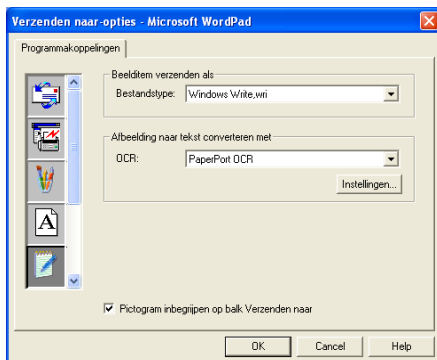 Verzenden naar-opties - Microsoft WordPad
Programmakoppelingen
Beelditem verzenden als
Bestandstype: Windows Write,wri
Afbeelding naar tekst converteren met
OCR: PaperPort OCR
Instellingen...
A
Pictogram inbegrijpen op balk Verzenden naar
OK Cancel Help